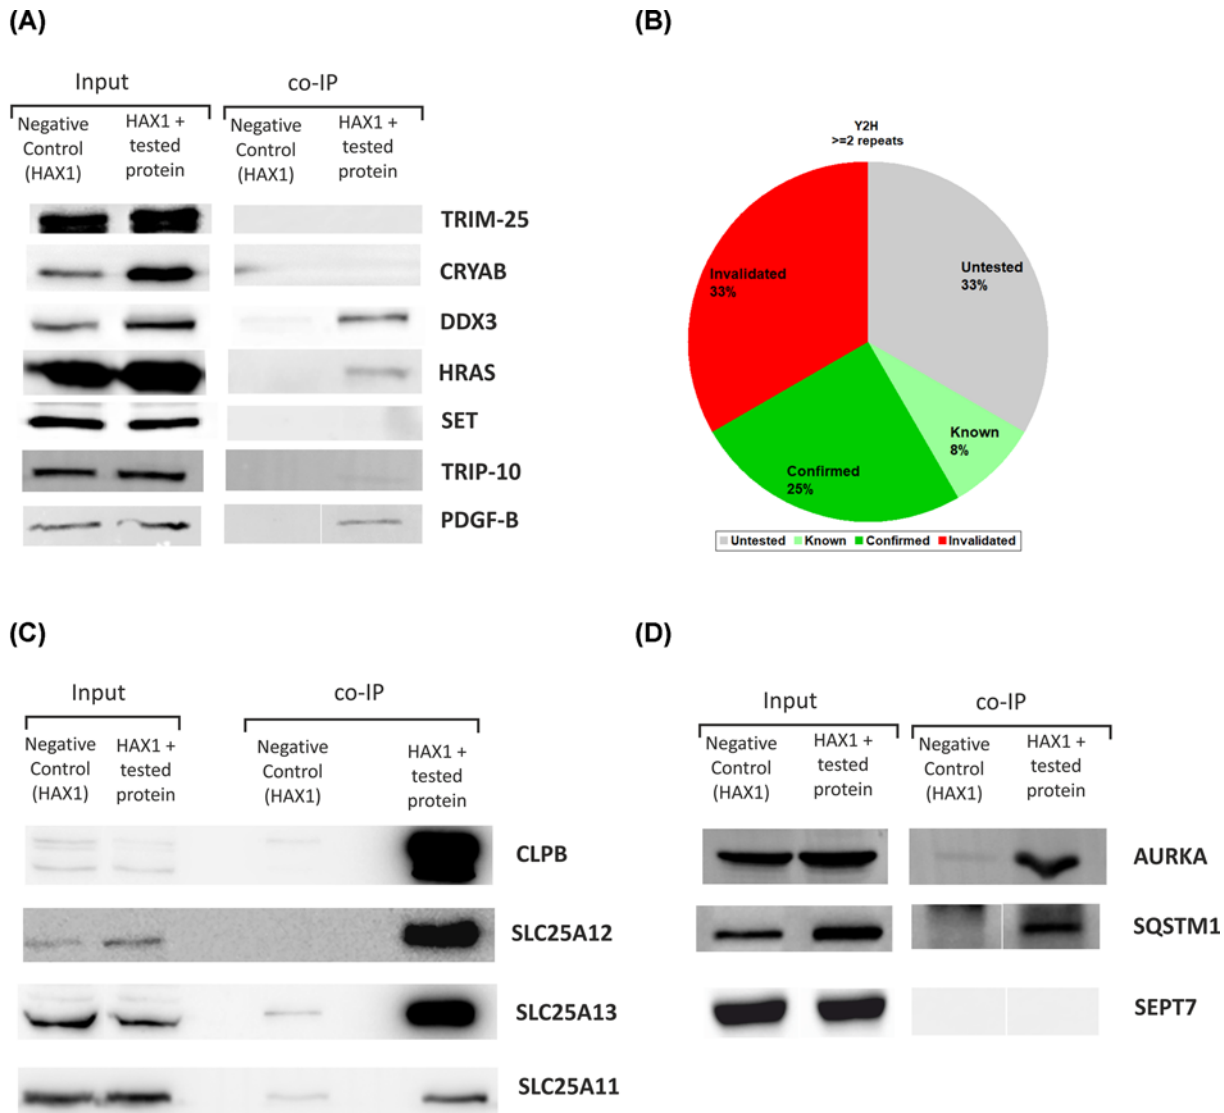 (A)
Input
co-IP
Negative
Control
(HAX1)
HAX1 +
tested
protein
Negative
Control
(HAX1)
HAX1 +
tested
protein
TRIM-25
CRYAB
DDX3
HRAS
SET
TRIP-10
PDGF-B
(B)
Y2H
>=2 repeats
Invalidated
33%
Untested
33%
Known
8%
Confirmed
25%
Untested Known Confirmed Invalidated
(C)
Input
co-IP
Negative
Control
(HAX1)
HAX1 +
tested
protein
Negative
Control
(HAX1)
HAX1 +
tested
protein
CLPB
SLC25A12
SLC25A13
SLC25A11
(D)
Input
co-IP
Negative
Control
(HAX1)
HAX1 +
tested
protein
Negative
Control
(HAX1)
HAX1 +
tested
protein
AURKA
SQSTM1
SEPT7